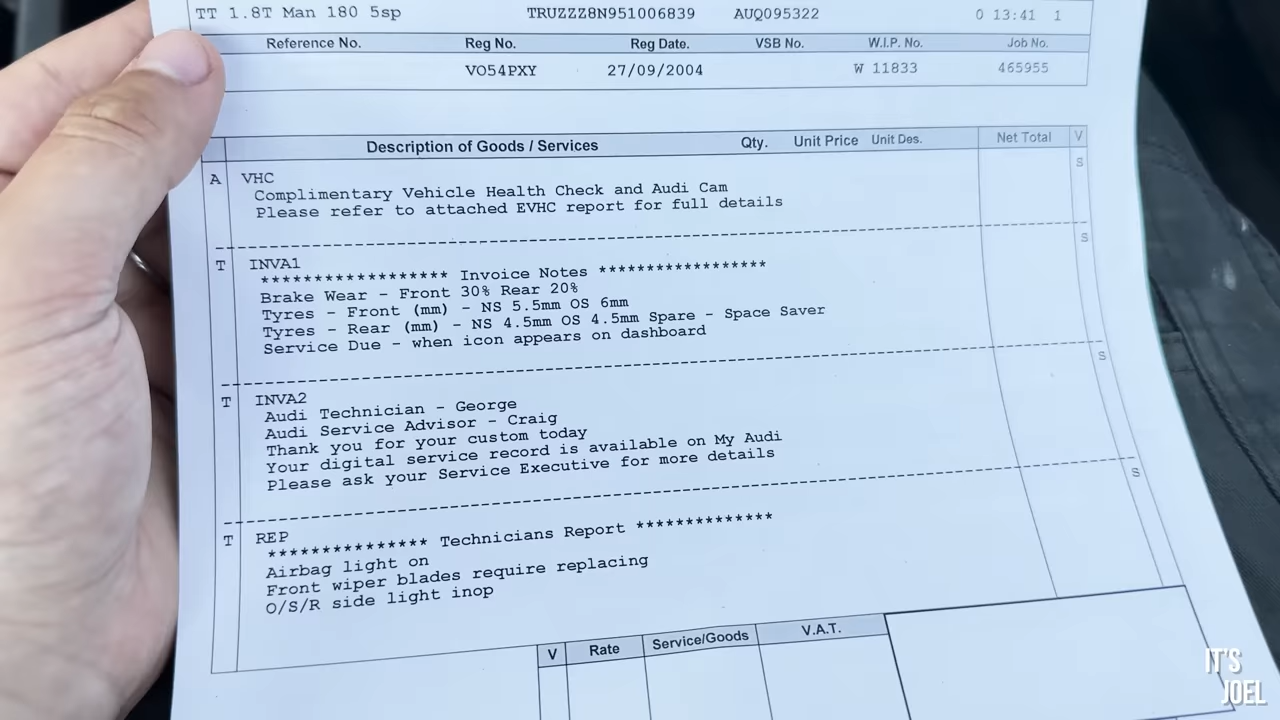 TT 1.8T Man 180 5sp TRUZZZ8N951006839 AUQ095322 0 13:41 1
Reference No. Reg No. Reg Date. VSB No. W.I.P. No. Job No.
VO54PXY 27/09/2004 W 11833 465955
Description of Goods / Services Qty. Unit Price Unit Des. Net Total V
A VHC S
Complimentary Vehicle Health Check and Audi Cam
Please refer to attached EVHC report for full details
T INVA1 S
****************** Invoice Notes *****************
Brake Wear - Front 30% Rear 20%
Tyres - Front (mm) - NS 5.5mm OS 6mm
Tyres - Rear (mm) - NS 4.5mm OS 4.5mm Spare - Space Saver
Service Due - when icon appears on dashboard
T INVA2 S
Audi Technician - George
Audi Service Advisor - Craig
Thank you for your custom today
Your digital service record is available on My Audi
Please ask your Service Executive for more details
T REP S
*************** Technicians Report **************
Airbag light on
Front wiper blades require replacing
O/S/R side light inop
V Rate Service/Goods V.A.T.
IT'S
JOEL